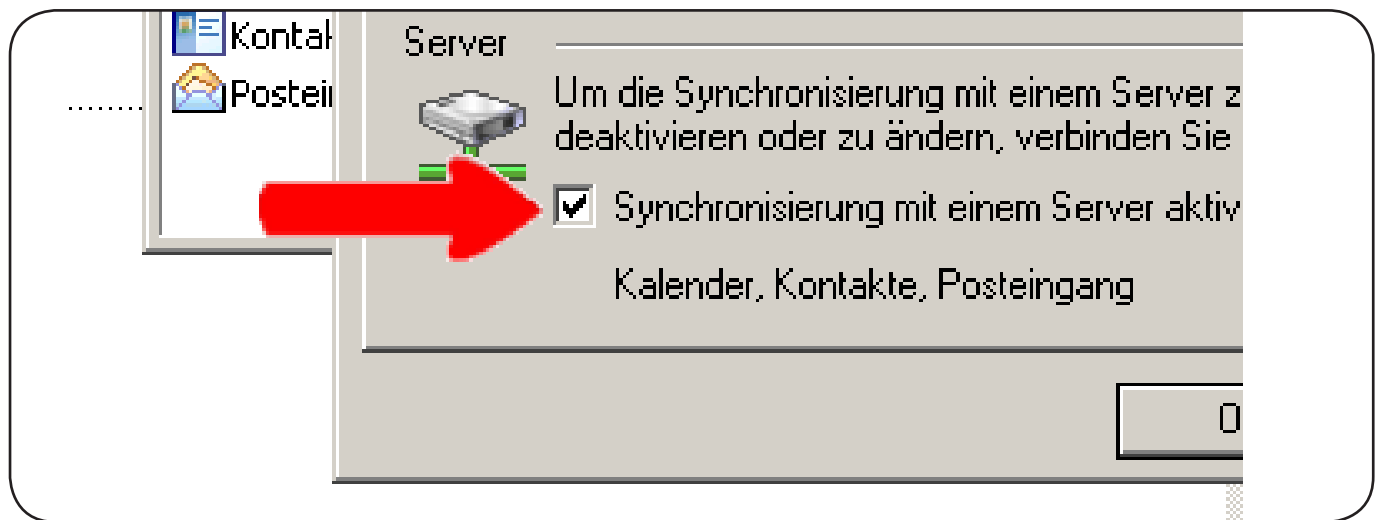 Kontak
Postein
Server
Um die Synchronisierung mit einem Server z
deaktivieren oder zu ändern, verbinden Sie
Synchronisierung mit einem Server aktiv
Kalender, Kontakte, Posteingang
O